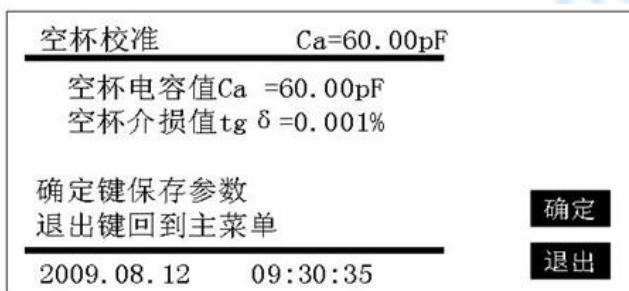 空杯校准 Ca=60.00pF
空杯电容值Ca =60.00pF
空杯介损值tgδ=0.001%
确定键保存参数
退出键回到主菜单
确定
退出
2009.08.12 09:30:35